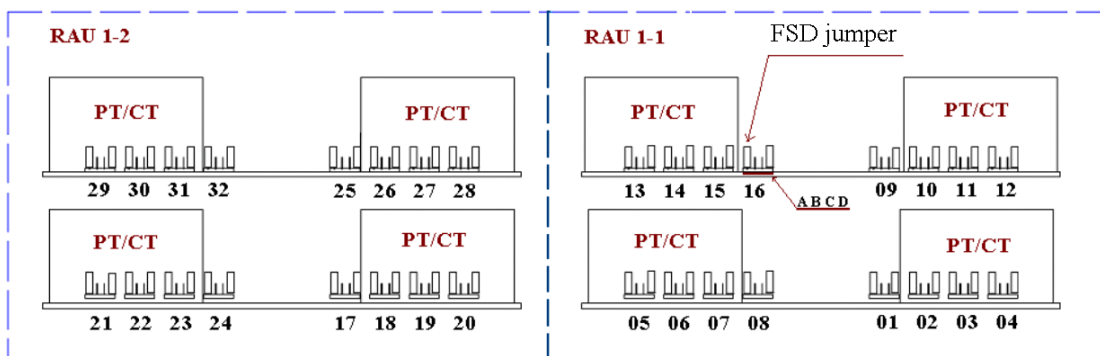 RAU 1-2
PT/CT PT/CT
29 30 31 32 25 26 27 28
PT/CT PT/CT
21 22 23 24 17 18 19 20
RAU 1-1
FSD jumper
PT/CT PT/CT
13 14 15 16 09 10 11 12
A B C D
PT/CT PT/CT
05 06 07 08 01 02 03 04